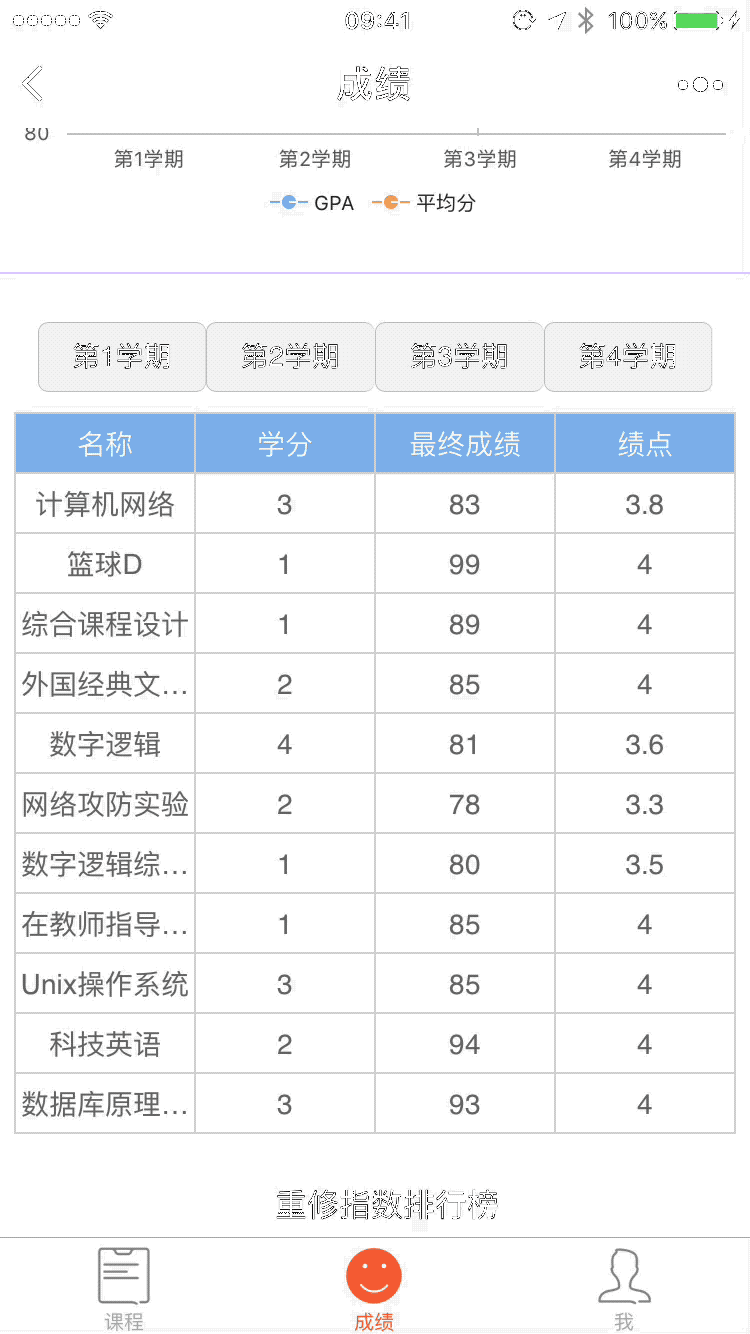 09:41 100%
成绩
80
第1学期 第2学期 第3学期 第4学期
GPA 平均分
第1学期 第2学期 第3学期 第4学期
名称 学分 最终成绩 绩点
计算机网络 3 83 3.8
篮球D 1 99 4
综合课程设计 1 89 4
外国经典文... 2 85 4
数字逻辑 4 81 3.6
网络攻防实验 2 78 3.3
数字逻辑综... 1 80 3.5
在教师指导... 1 85 4
Unix操作系统 3 85 4
科技英语 2 94 4
数据库原理... 3 93 4
重修指数排行榜
课程 成绩 我